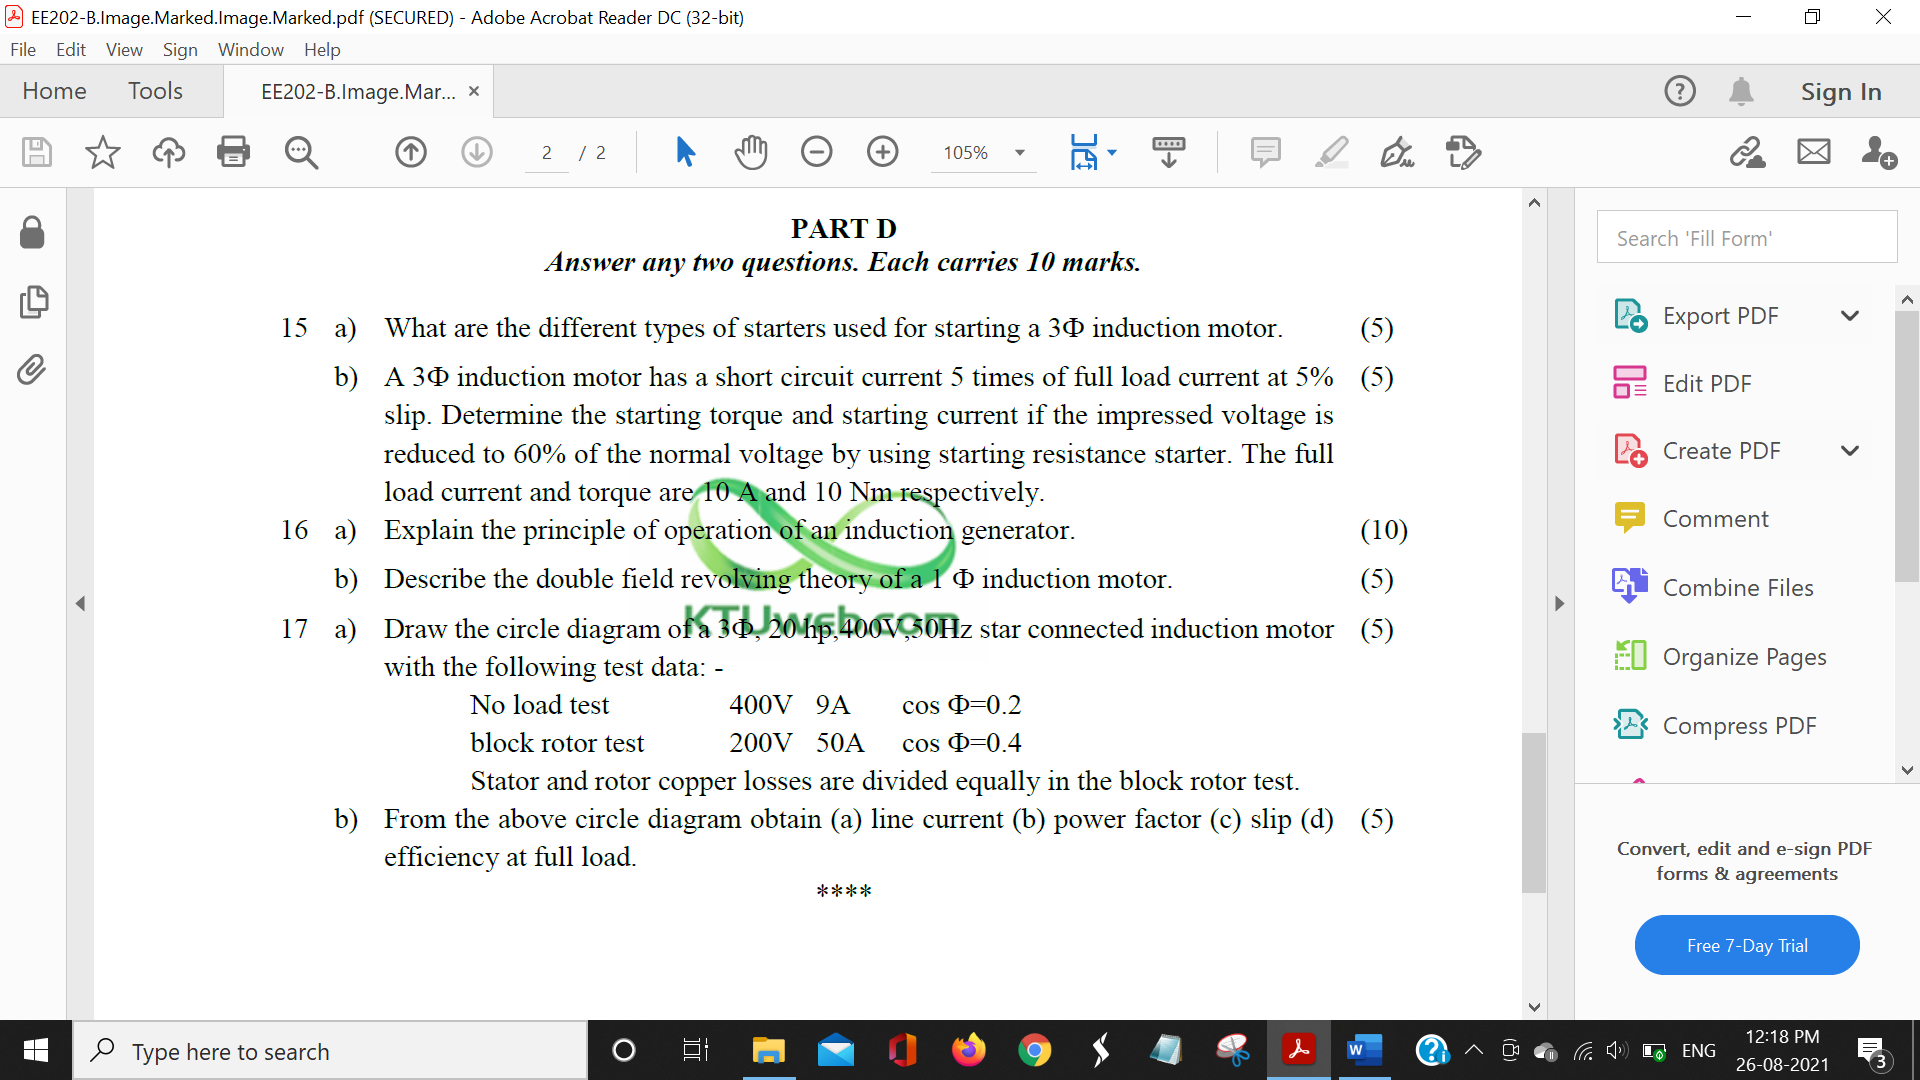 EE202-B.Image.Marked.Image.Marked.pdf (SECURED) - Adobe Acrobat Reader DC (32-bit)
File Edit View Sign Window Help
Home Tools EE202-B.Image.Mar... × Sign In
2 / 2 105%
PART D
Answer any two questions. Each carries 10 marks.
15 a) What are the different types of starters used for starting a 3Φ induction motor. (5)
b) A 3Φ induction motor has a short circuit current 5 times of full load current at 5% (5)
slip. Determine the starting torque and starting current if the impressed voltage is
reduced to 60% of the normal voltage by using starting resistance starter. The full
load current and torque are 10 A and 10 Nm respectively.
16 a) Explain the principle of operation of an induction generator. (10)
b) Describe the double field revolving theory of a 1 Φ induction motor. (5)
KTUweb.com
17 a) Draw the circle diagram of a 3Φ, 20 hp,400V,50Hz star connected induction motor (5)
with the following test data: -
No load test 400V 9A cos Φ=0.2
block rotor test 200V 50A cos Φ=0.4
Stator and rotor copper losses are divided equally in the block rotor test.
b) From the above circle diagram obtain (a) line current (b) power factor (c) slip (d) (5)
efficiency at full load.
****
Search 'Fill Form'
Export PDF
Edit PDF
Create PDF
Comment
Combine Files
Organize Pages
Compress PDF
Convert, edit and e-sign PDF
forms & agreements
Free 7-Day Trial
Type here to search
ENG
12:18 PM
26-08-2021
3